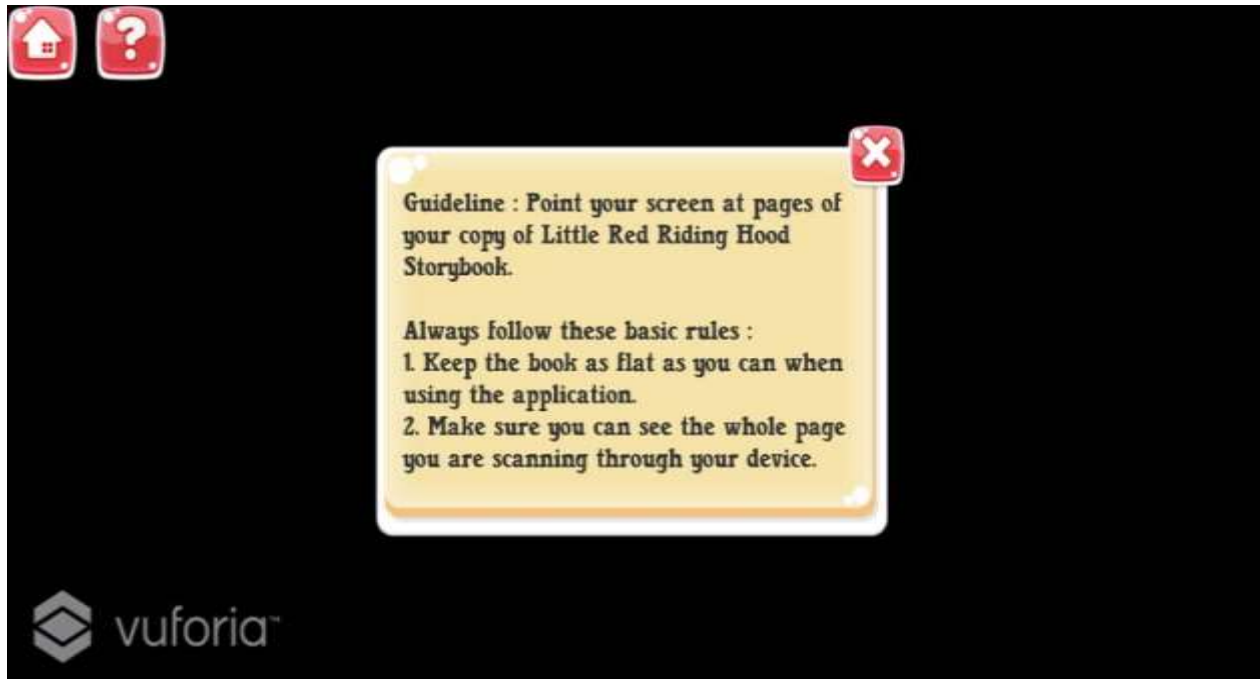 Guideline : Point your screen at pages of
your copy of Little Red Riding Hood
Storybook.
Always follow these basic rules :
1. Keep the book as flat as you can when
using the application.
2. Make sure you can see the whole page
you are scanning through your device.
vuforia™